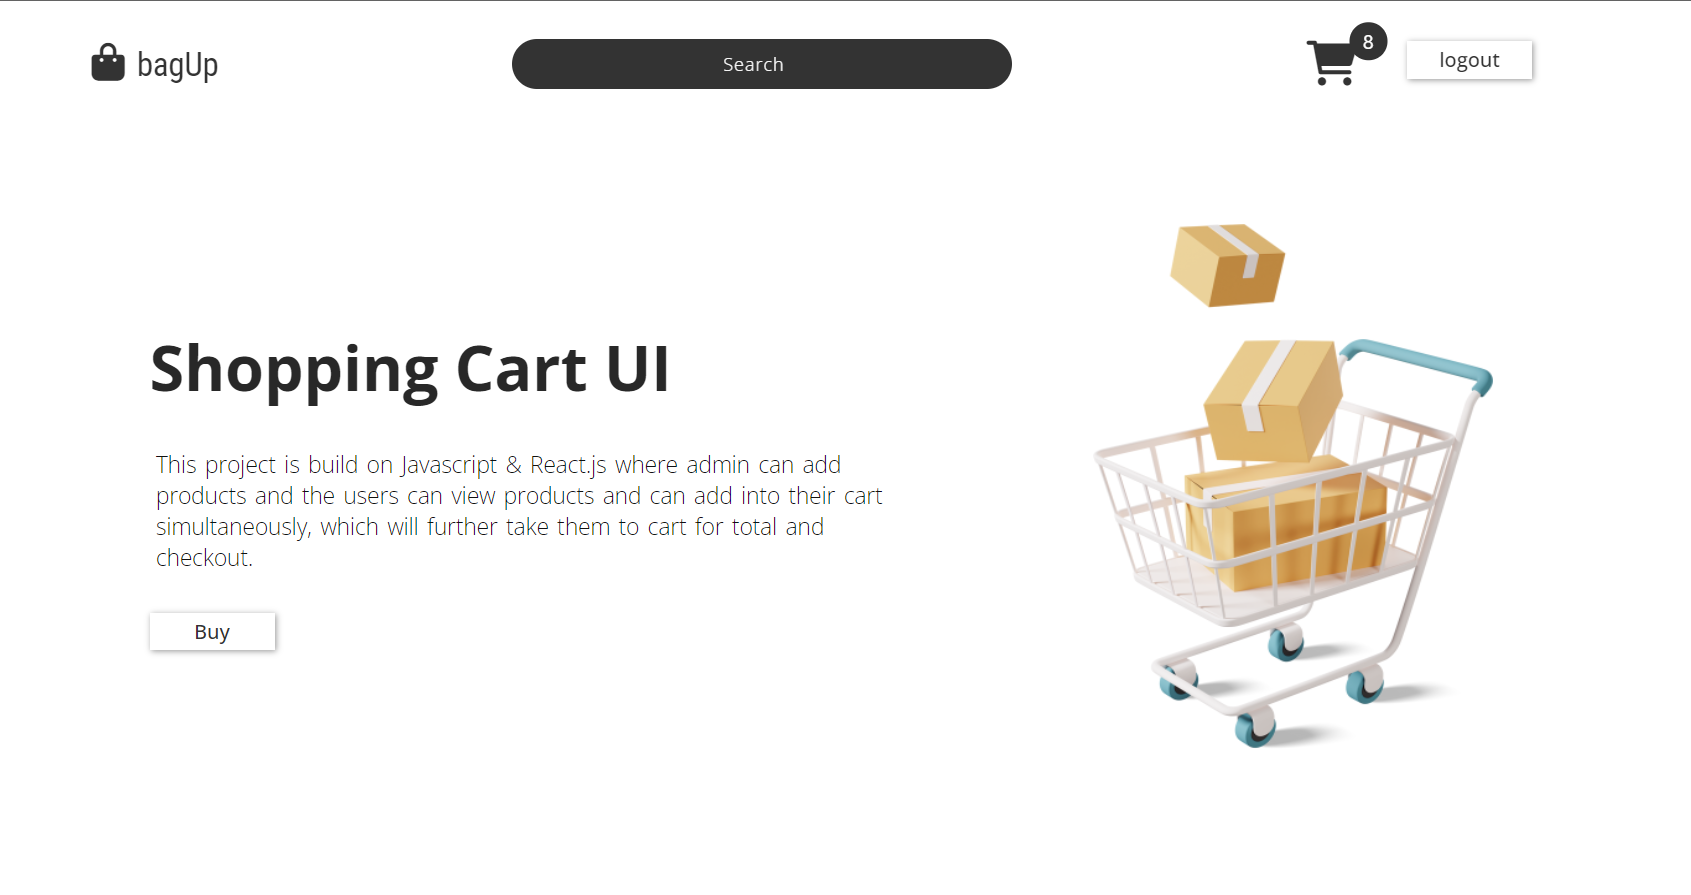 bagUp
Search
8
logout
Shopping Cart UI
This project is build on Javascript & React.js where admin can add
products and the users can view products and can add into their cart
simultaneously, which will further take them to cart for total and
checkout.
Buy